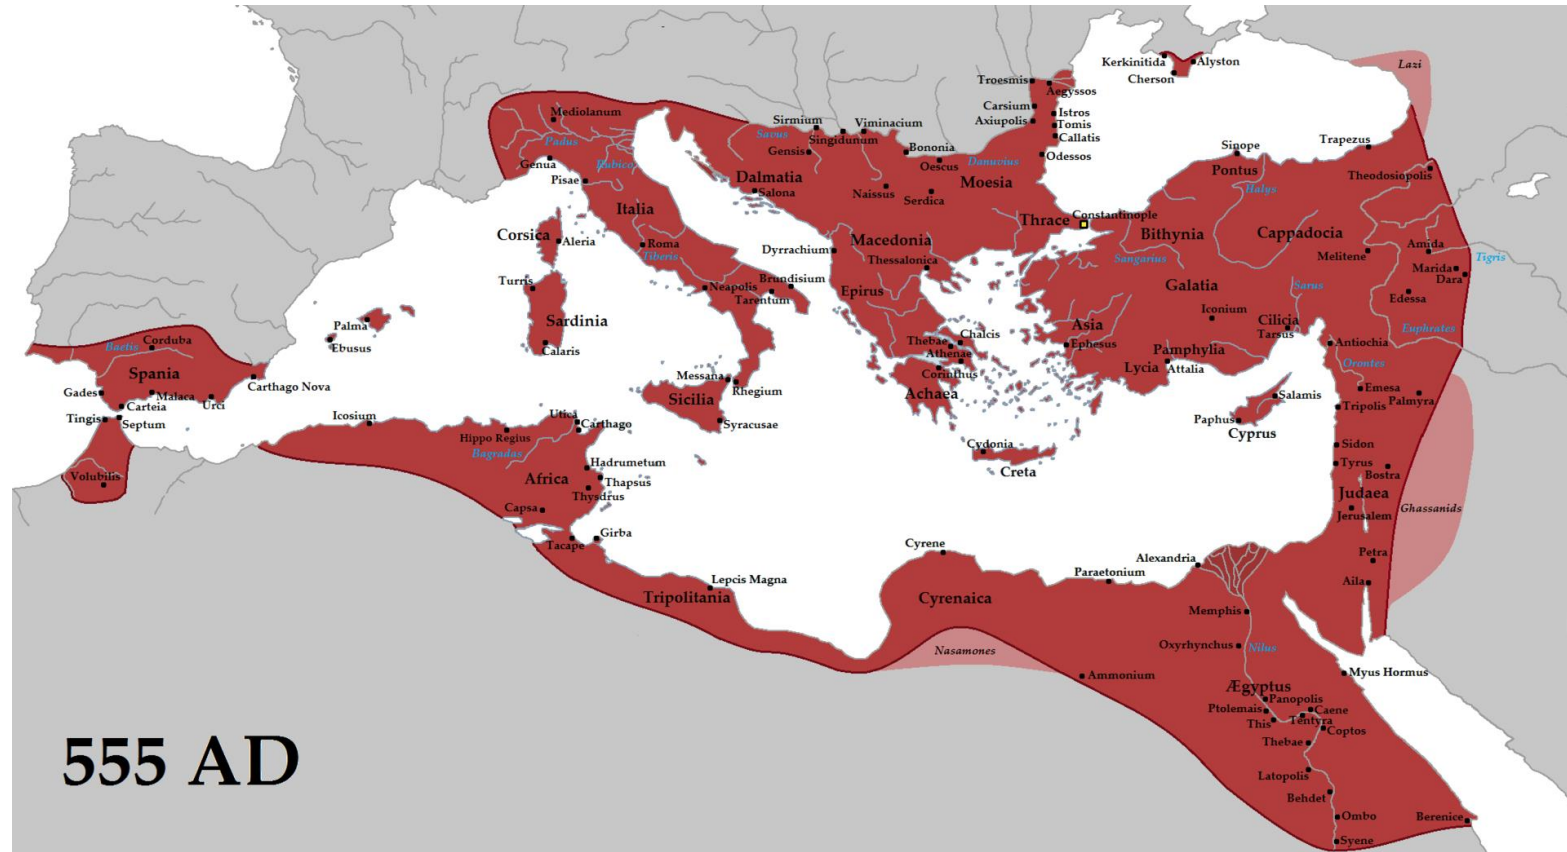 Kerkinitida
Alyston
Cherson
Lazi
Troesmis
Aegyssos
Carsium
Istros
Axiupolis
Tomis
Callatis
Odessos
Mediolanum
Sirmium
Viminacium
Singidunum
Savus
Gensis
Bononia
Oescus
Danuvius
Padus
Rubico
Genua
Pisae
Dalmatia
Salona
Naissus
Serdica
Moesia
Sinope
Trapezus
Pontus
Theodosiopolis
Halys
Italia
Corsica
Aleria
Roma
Tiberis
Dyrrachium
Macedonia
Thessalonica
Thrace
Constantinople
Bithynia
Cappadocia
Sangarius
Melitene
Amida
Tigris
Marida
Dara
Edessa
Turris
Neapolis
Brundisium
Tarentum
Epirus
Galatia
Sarus
Iconium
Cilicia
Tarsus
Euphrates
Sardinia
Calaris
Palma
Ebusus
Chalcis
Thebae
Athenae
Corinthus
Achaea
Asia
Ephesus
Pamphylia
Lycia
Attalia
Antiochia
Orontes
Corduba
Baetis
Spania
Carthago Nova
Gades
Malaca
Urci
Carteia
Tingis
Septum
Icosium
Messana
Rhegium
Sicilia
Syracusae
Salamis
Paphus
Cyprus
Emesa
Palmyra
Tripolis
Sidon
Tyrus
Bostra
Utica
Carthago
Hippo Regius
Bagradas
Cydonia
Creta
Volubilis
Hadrumetum
Africa
Thapsus
Thysdrus
Capsa
Judaea
Jerusalem
Ghassanids
Girba
Tacape
Cyrene
Alexandria
Petra
Lepcis Magna
Paraetonium
Aila
Tripolitania
Cyrenaica
Memphis
Nasamones
Oxyrhynchus
Nilus
Ammonium
Myus Hormus
Ægyptus
Panopolis
Ptolemais
Caene
This
Tentyra
Coptos
Thebae
Latopolis
Behdet
Ombo
Berenice
Syene
555 AD